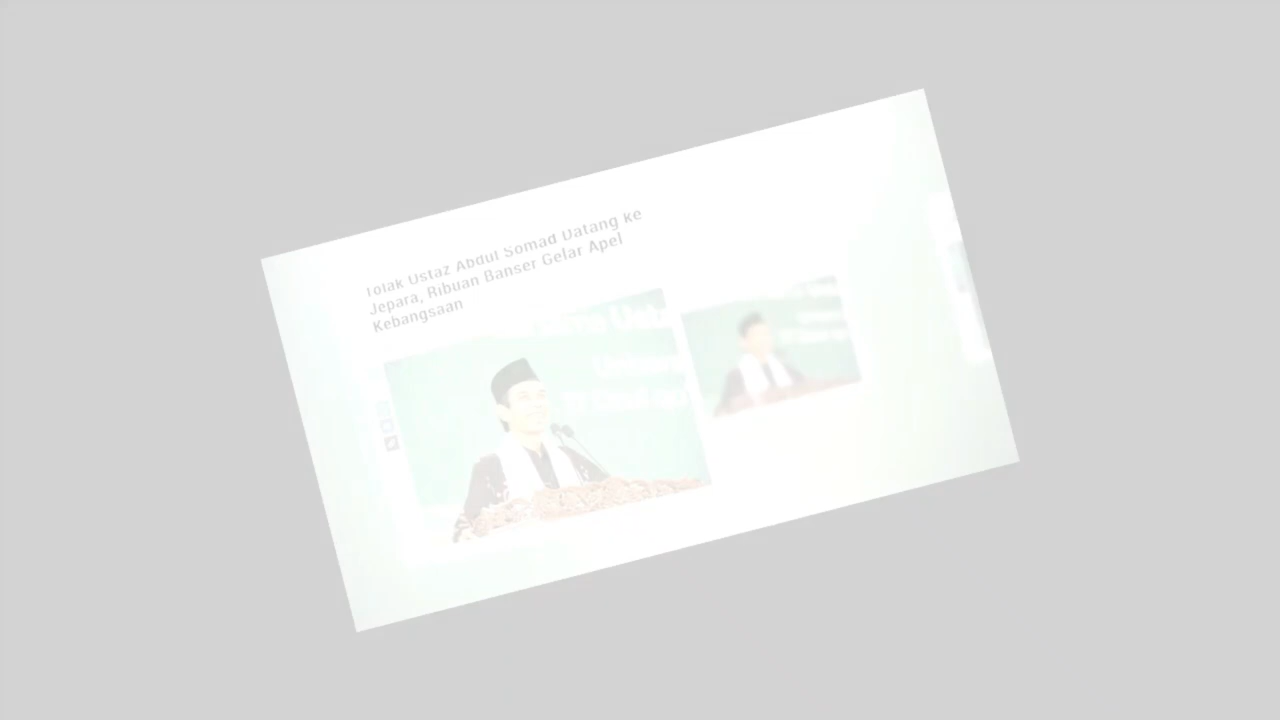 Tolak Ustaz Abdul Somad Datang Ke
Jepara, Ribuan Banser Gelar Apel
Kebangsaan